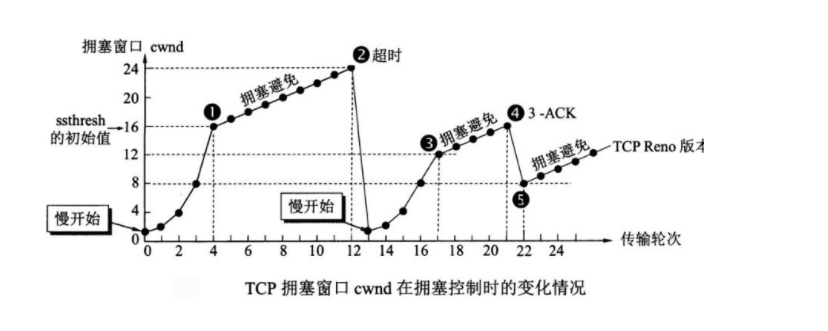 拥塞窗口 cwnd
24
20
16
12
8
4
0
ssthresh
的初始值
慢开始
❶
拥塞避免
❷超时
慢开始
❸
拥塞避免
❹ 3 -ACK
❺
拥塞避免
TCP Reno 版本
0 2 4 6 8 10 12 14 16 18 20 22 24
传输轮次
TCP 拥塞窗口 cwnd 在拥塞控制时的变化情况